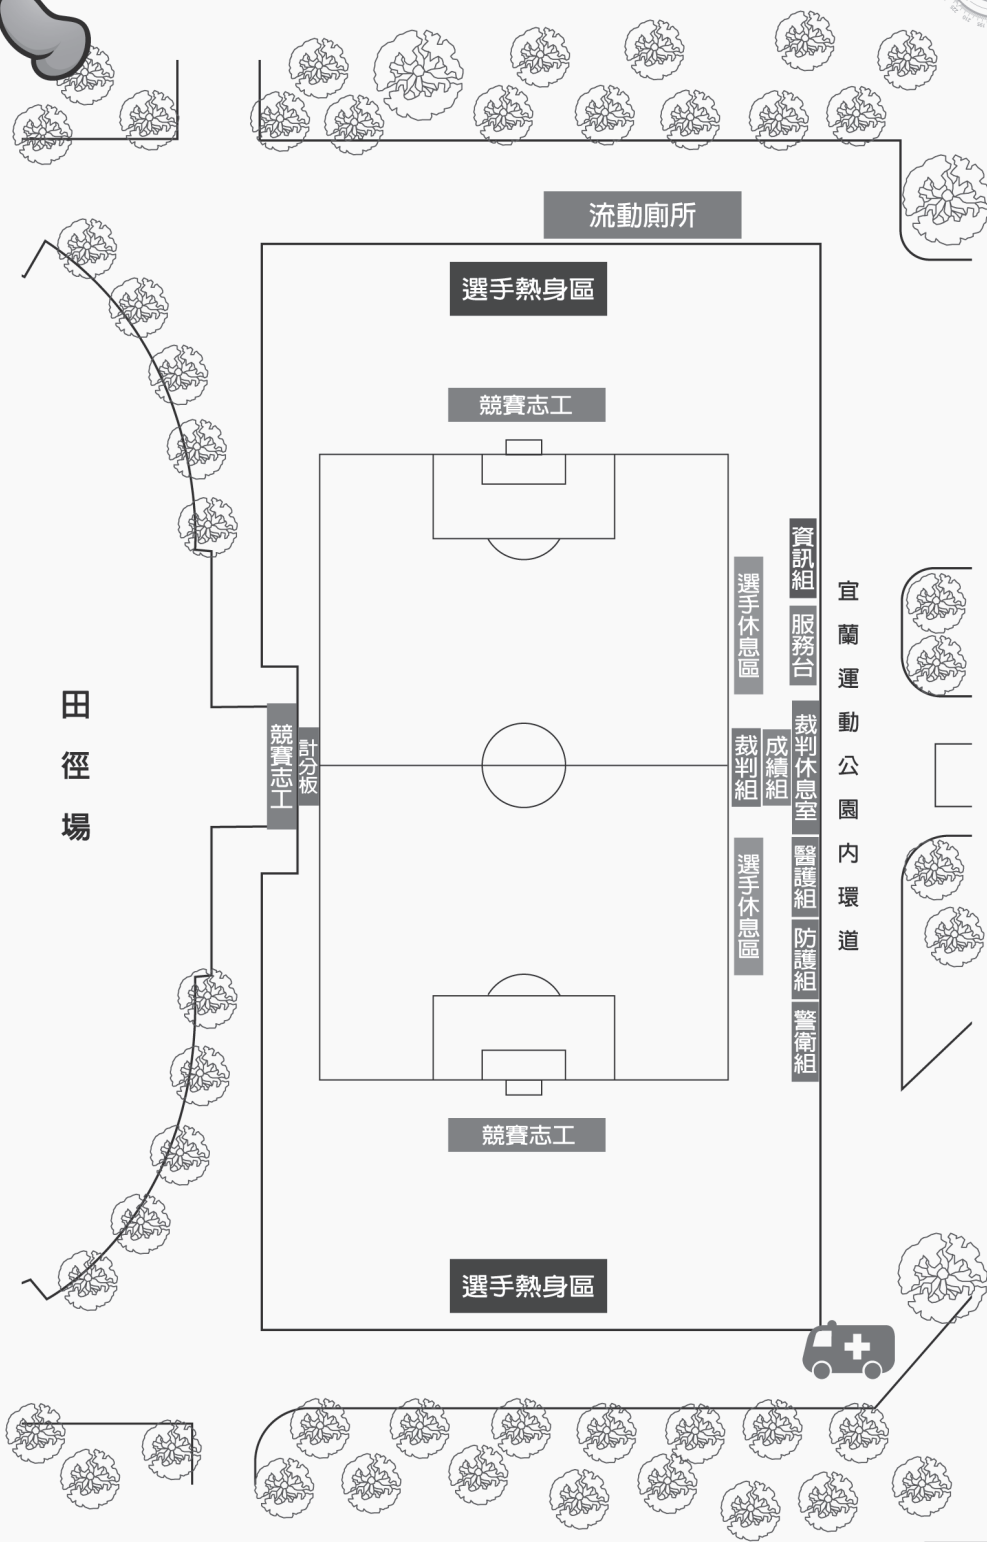 流動廁所
選手熱身區
競賽志工
資訊組
選手休息區
服務台
宜蘭運動公園內環道
田徑場
競賽志工
計分板
裁判組
成績組
裁判休息室
選手休息區
醫護組
防護組
警衛組
競賽志工
選手熱身區